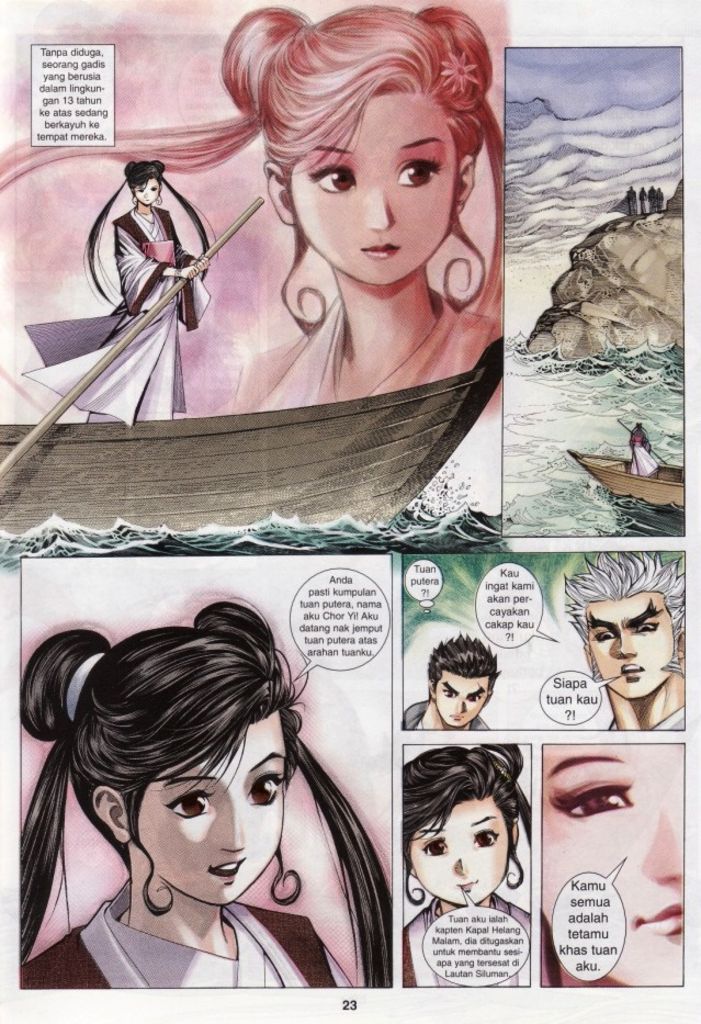 Tanpa diduga,
seorang gadis
yang berusia
dalam lingkun-
gan 13 tahun
ke atas sedang
berkayuh ke
tempat mereka.
Anda
pasti kumpulan
tuan putera, nama
aku Chor Yi! Aku
datang nak jemput
tuan putera atas
arahan tuanku.
Tuan
putera
?!
Kau
ingat kami
akan per-
cayakan
cakap kau
?!
Siapa
tuan kau
?!
Tuan aku ialah
kapten Kapal Helang
Malam, dia ditugaskan
untuk membantu sesi-
apa yang tersesat di
Lautan Siluman.
Kamu
semua
adalah
tetamu
khas tuan
aku.
23